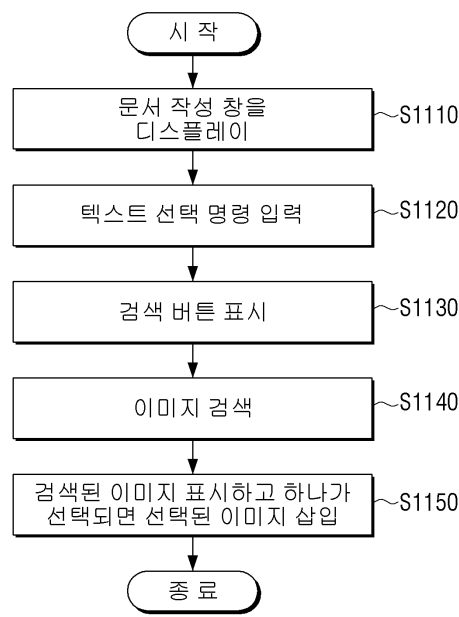 시 작
문서 작성 창을
디스플레이
S1110
텍스트 선택 명령 입력
S1120
검색 버튼 표시
S1130
이미지 검색
S1140
검색된 이미지 표시하고 하나가
선택되면 선택된 이미지 삽입
S1150
종 료